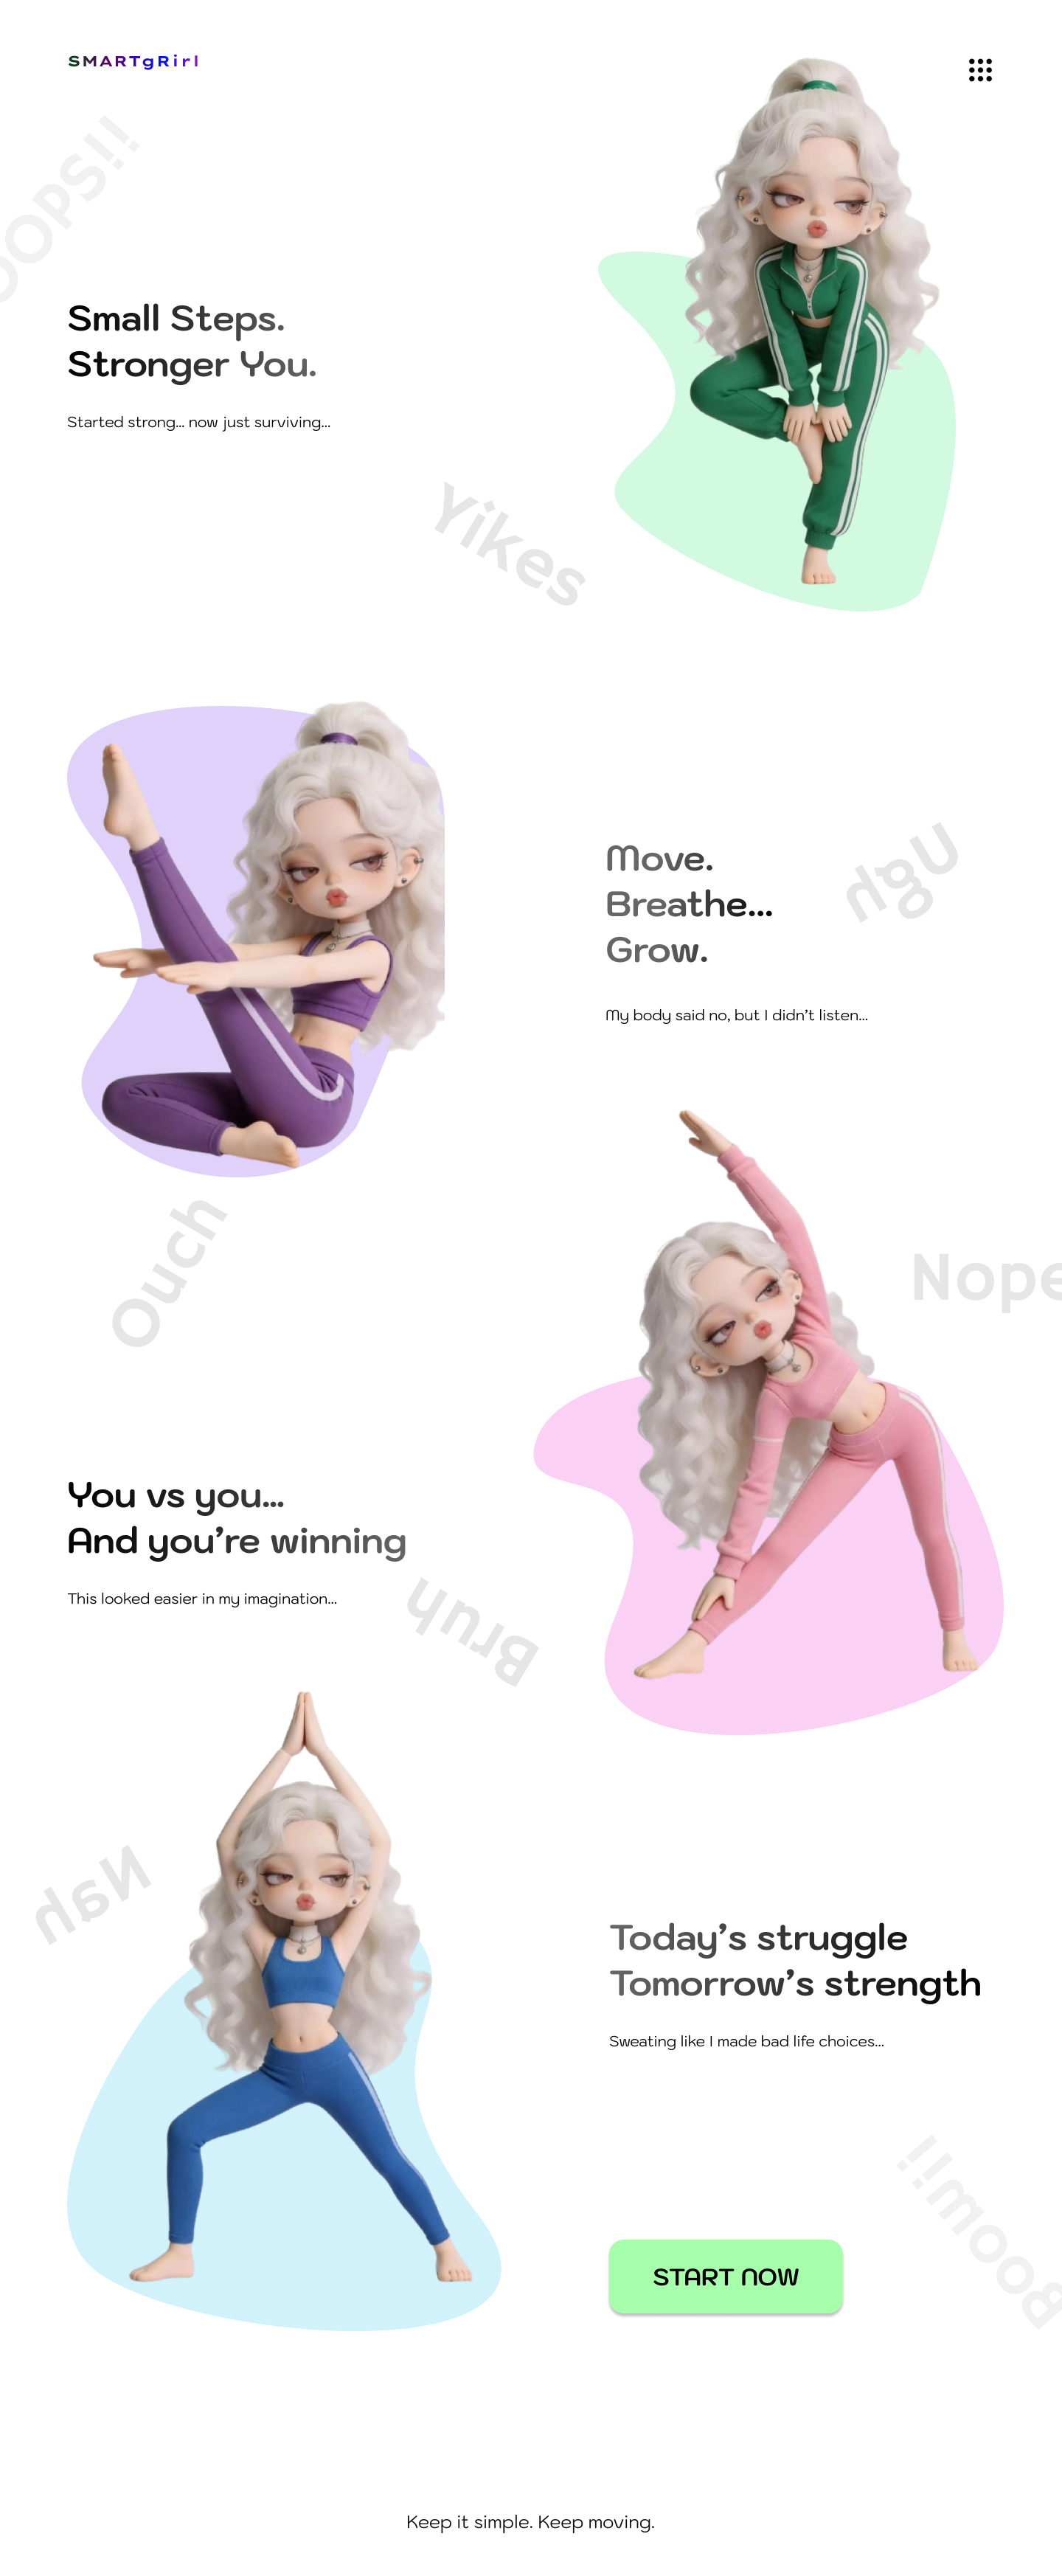 SMARTgRirl
OOPS!!
Small Steps.
Stronger You.
Started strong... now just surviving...
Yikes
Move.
Breathe...
Grow.
Ugh
My body said no, but I didn’t listen...
Ouch
Nope
You vs you...
And you’re winning
This looked easier in my imagination...
Bruh
Nah
Today’s struggle
Tomorrow’s strength
Sweating like I made bad life choices...
Boom!!
START NOW
Keep it simple. Keep moving.